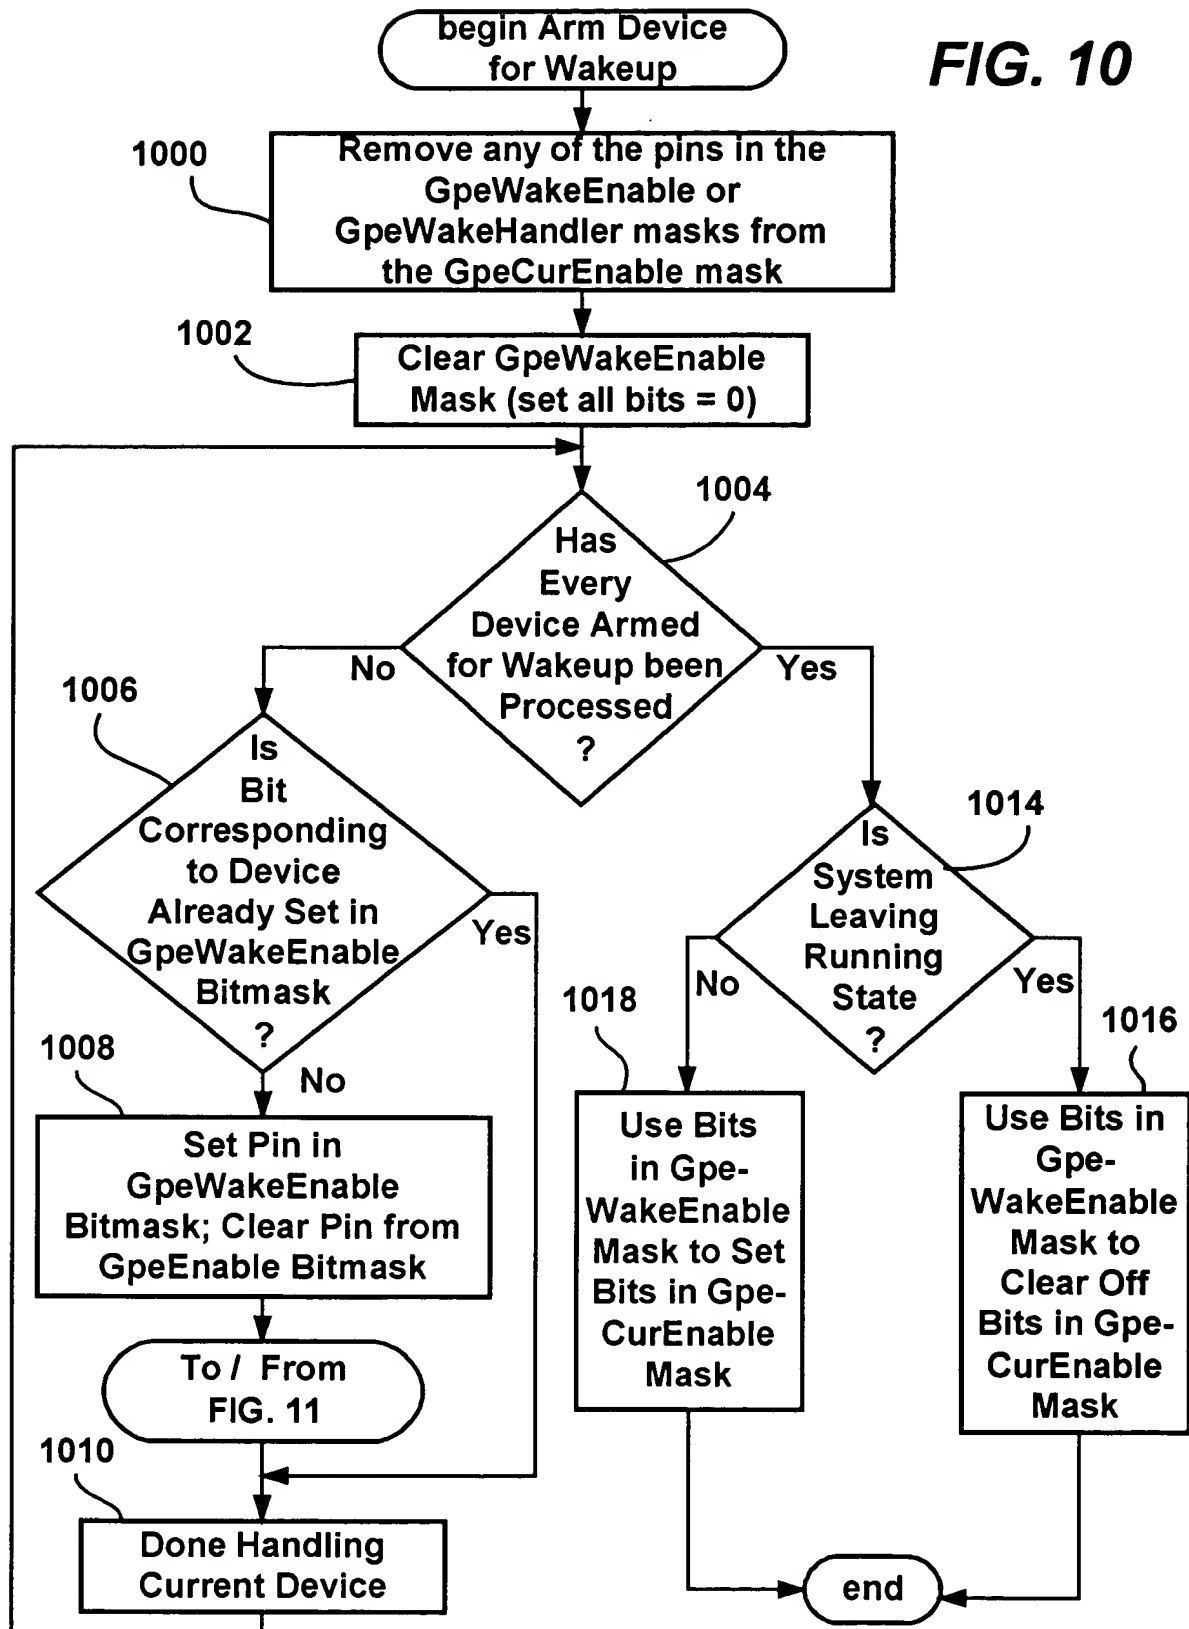 begin Arm Device
for Wakeup
FIG. 10
1000
Remove any of the pins in the
GpeWakeEnable or
GpeWakeHandler masks from
the GpeCurEnable mask
1002
Clear GpeWakeEnable
Mask (set all bits = 0)
1004
Has
Every
Device Armed
for Wakeup been
Processed
?
No
Yes
1006
Is
Bit
Corresponding
to Device
Already Set in
GpeWakeEnable
Bitmask
?
Yes
No
1014
Is
System
Leaving
Running
State
?
No
Yes
1008
Set Pin in
GpeWakeEnable
Bitmask; Clear Pin from
GpeEnable Bitmask
1018
Use Bits
in Gpe-
WakeEnable
Mask to Set
Bits in Gpe-
CurEnable
Mask
1016
Use Bits in
Gpe-
WakeEnable
Mask to
Clear Off
Bits in Gpe-
CurEnable
Mask
To / From
FIG. 11
1010
Done Handling
Current Device
end